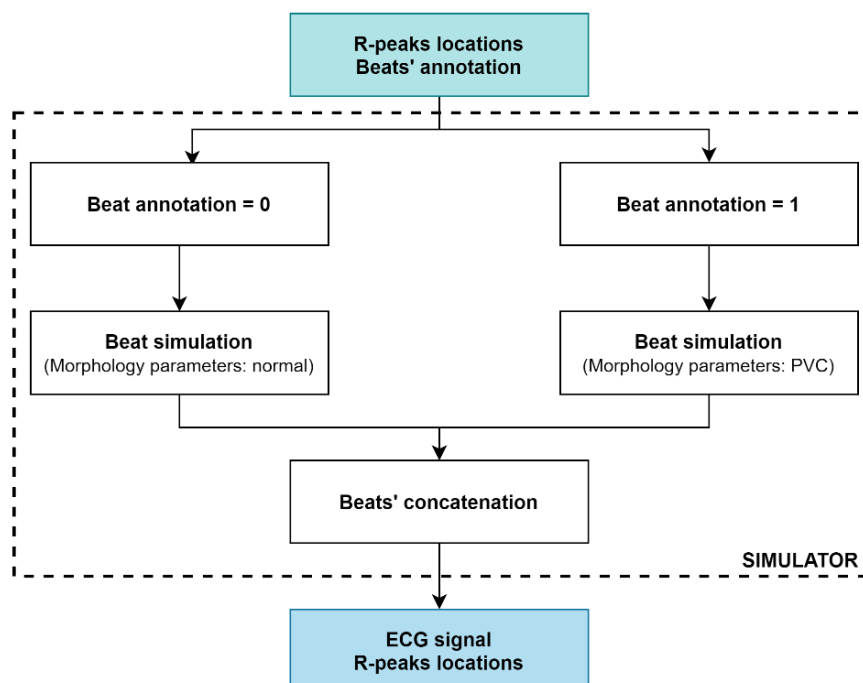 R-peaks locations
Beats' annotation
Beat annotation = 0
Beat annotation = 1
Beat simulation
(Morphology parameters: normal)
Beat simulation
(Morphology parameters: PVC)
Beats' concatenation
SIMULATOR
ECG signal
R-peaks locations